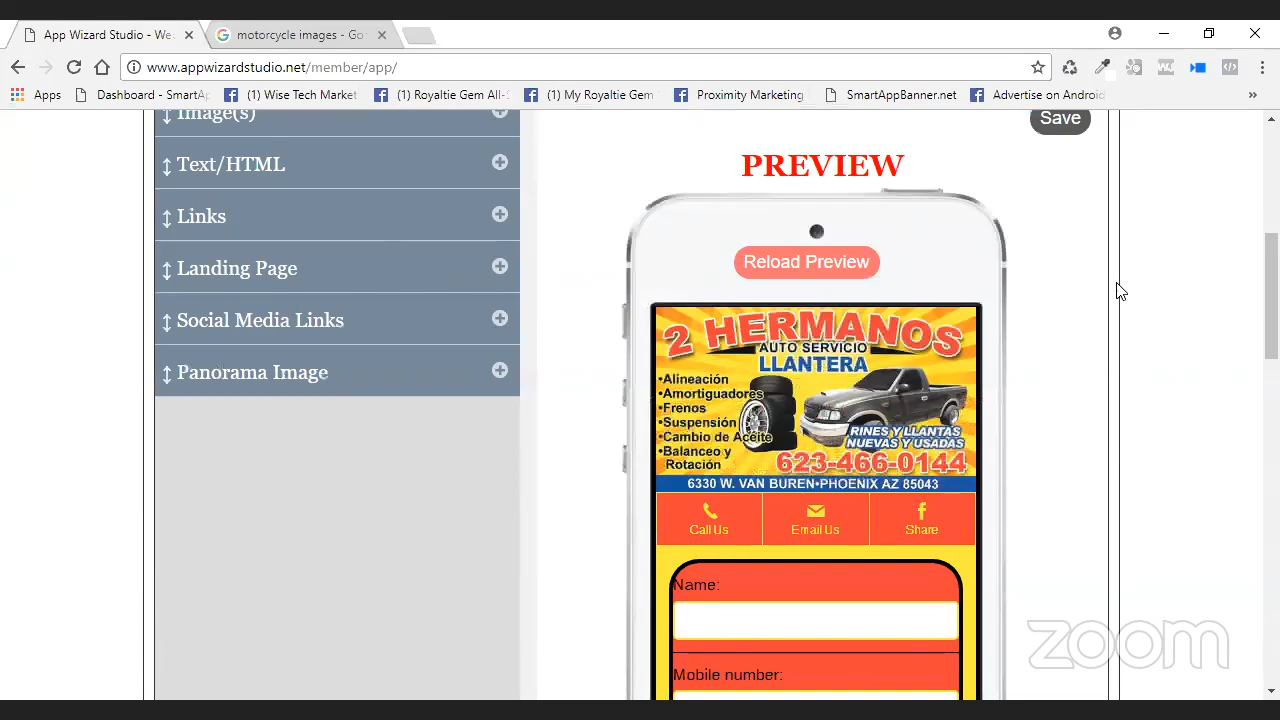 App Wizard Studio - We
motorcycle images - Go
www.appwizardstudio.net/member/app/
Apps
Dashboard - SmartAp
(1) Wise Tech Market
(1) Royaltie Gem All-
(1) My Royaltie Gem
Proximity Marketing
SmartAppBanner.net
Advertise on Android
»
Image(s)
Text/HTML
Links
Landing Page
Social Media Links
Panorama Image
Save
PREVIEW
Reload Preview
2 HERMANOS
AUTO SERVICIO
LLANTERA
•Alineación
•Amortiguadores
•Frenos
•Suspensión
•Cambio de Aceite
•Balanceo y
Rotación
RINES Y LLANTAS
NUEVAS Y USADAS
623-466-0144
6330 W. VAN BUREN•PHOENIX AZ 85043
Call Us
Email Us
Share
Name:
Mobile number:
zoom